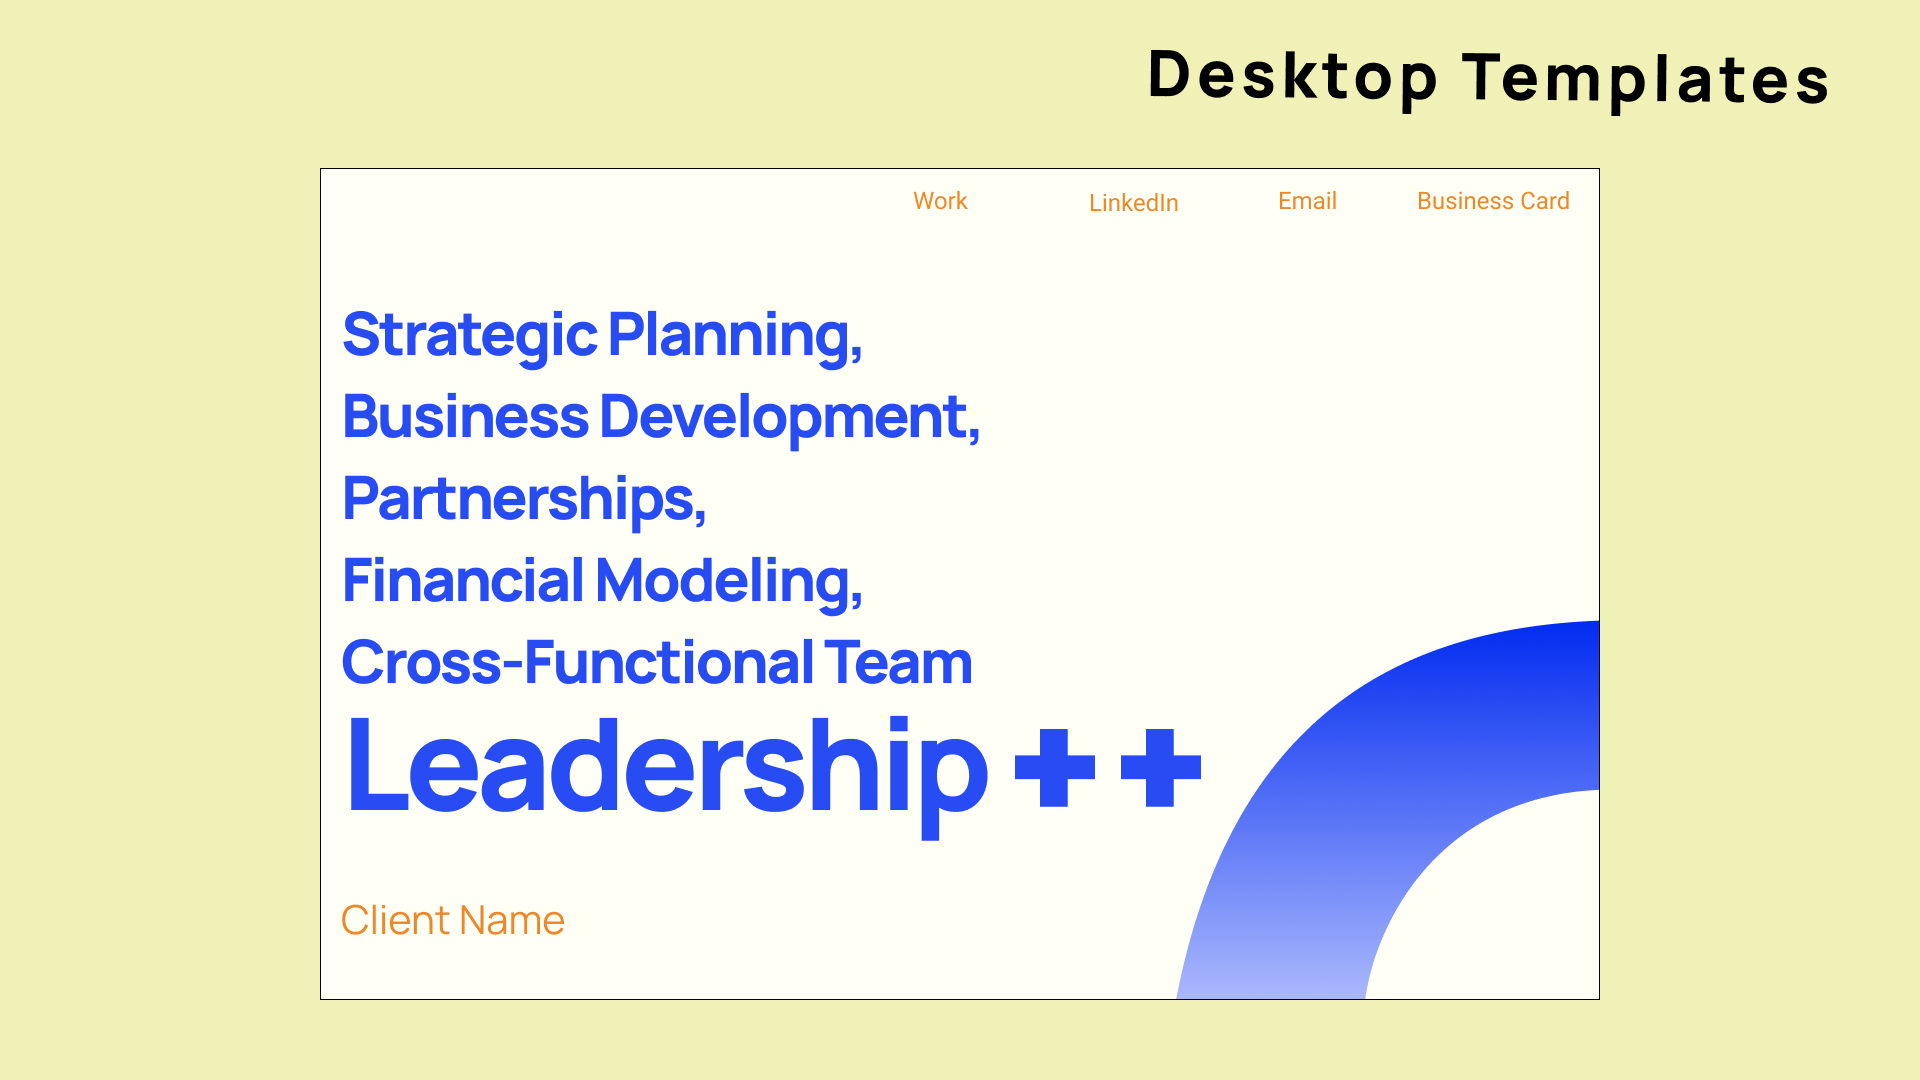 Desktop Templates
Work LinkedIn Email Business Card
Strategic Planning,
Business Development,
Partnerships,
Financial Modeling,
Cross-Functional Team
Leadership ++
Client Name